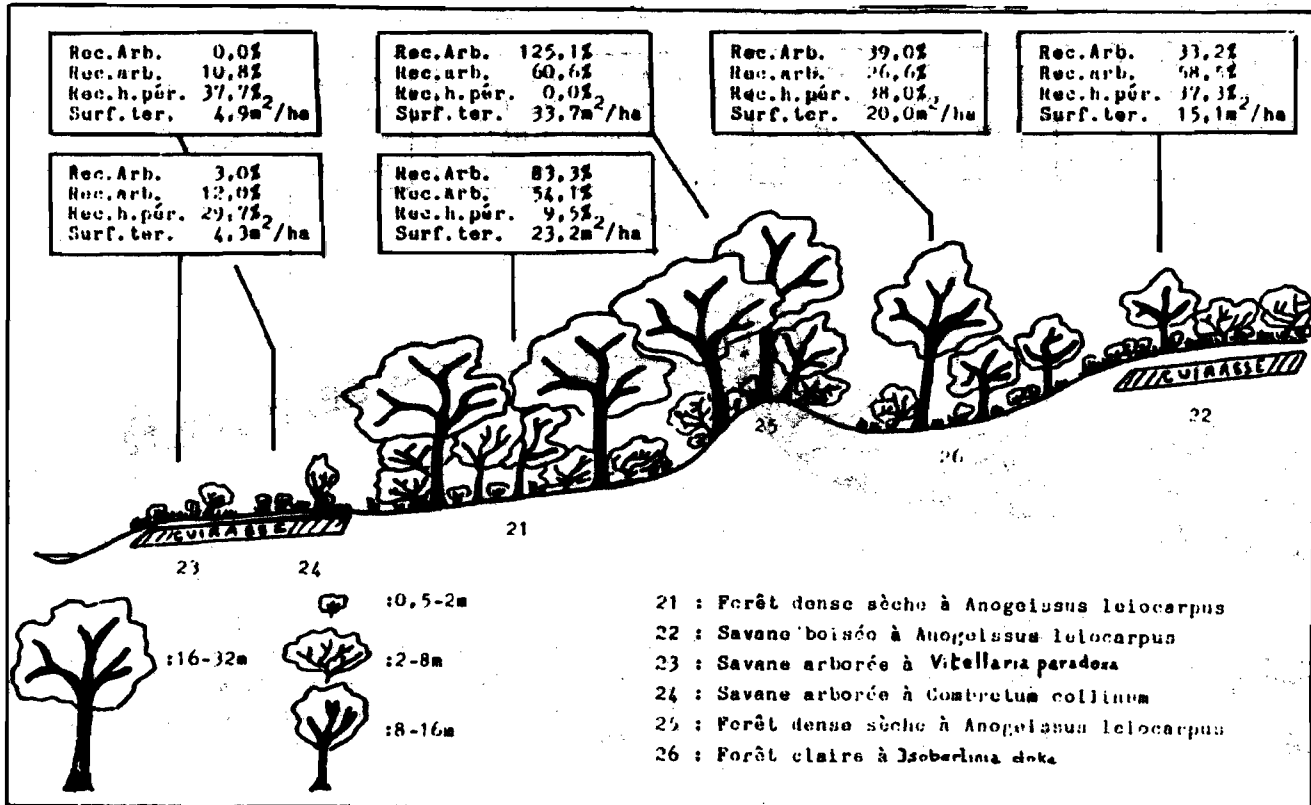 Rec.Arb. 0,0%
Rec.arb. 10,8%
Rec.h.pér. 37,7%
Surf.ter. 4,9m²/ha
Rec.Arb. 125,1%
Rec.arb. 60,6%
Rec.h.pér. 0,0%
Surf.ter. 33,7m²/ha
Rec.Arb. 39,0%
Rec.arb. 26,6%
Rec.h.pér. 38,0%
Surf.ter. 20,0m²/ha
Rec.Arb. 33,2%
Rec.arb.
Rec.h.pér. 37,3%
Surf.ter. 15,1m²/ha
Rec.Arb. 3,0%
Rec.arb. 12,0%
Rec.h.pér. 29,7%
Surf.ter. 4,3m²/ha
Rec.Arb. 83,3%
Rec.arb. 54,1%
Rec.h.pér. 9,5%
Surf.ter. 23,2m²/ha
CUIRASSE
22
25
26
21
CUIRASSE
23
24
:16-32m
:0,5-2m
:2-8m
:8-16m
21 : Forêt dense sèche à Anogeissus leiocarpus
22 : Savane boisée à Anogeissus leiocarpus
23 : Savane arborée à Vitellaria paradoxa
24 : Savane arborée à Combretum collinum
25 : Forêt dense sèche à Anogeissus leiocarpus
26 : Forêt claire à Isoberlinia doka